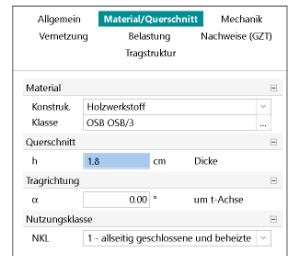 Allgemein Material/Querschnitt Mechanik
Vernetzung Belastung Nachweise (GZT)
Tragstruktur
Material
Konstruk. Holzwerkstoff
Klasse OSB OSB/3 ...
Querschnitt
h 1.8 cm Dicke
Tragrichtung
α 0.00 ° um t-Achse
Nutzungsklasse
NKL 1 - allseitig geschlossene und beheizte